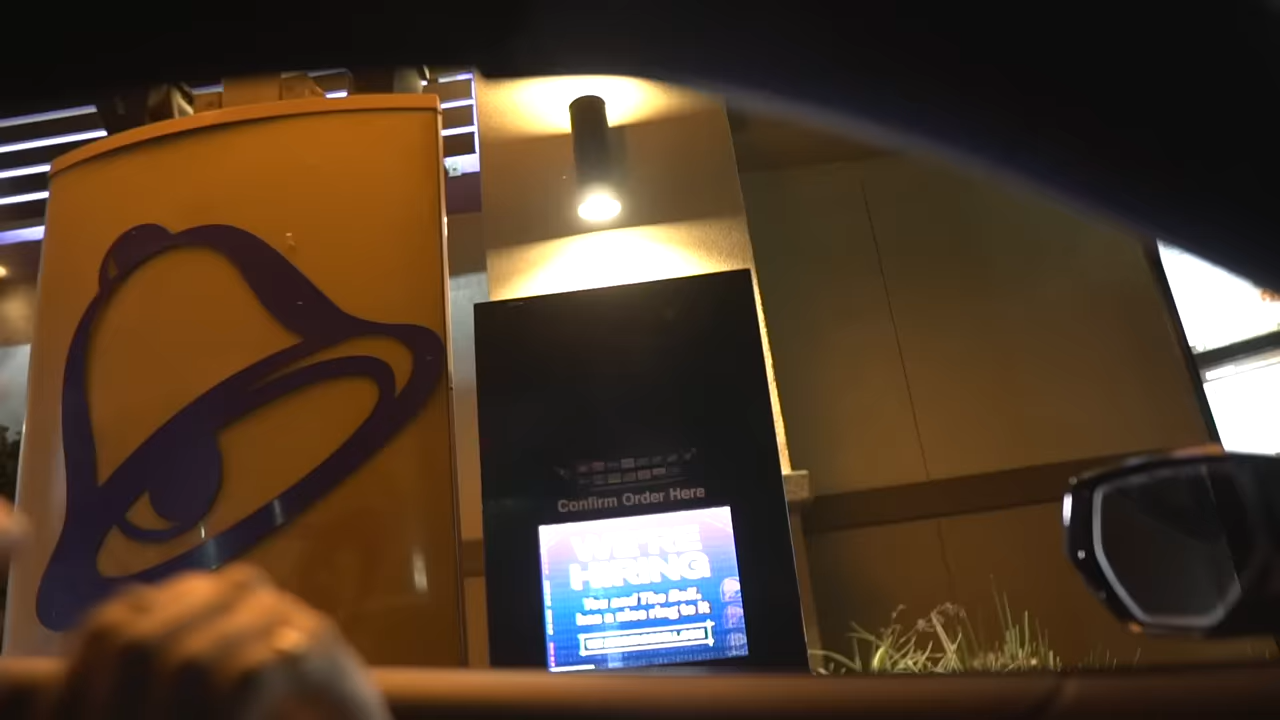 Confirm Order Here
WE'RE
HIRING
You and The Bell.
has a nice ring to it